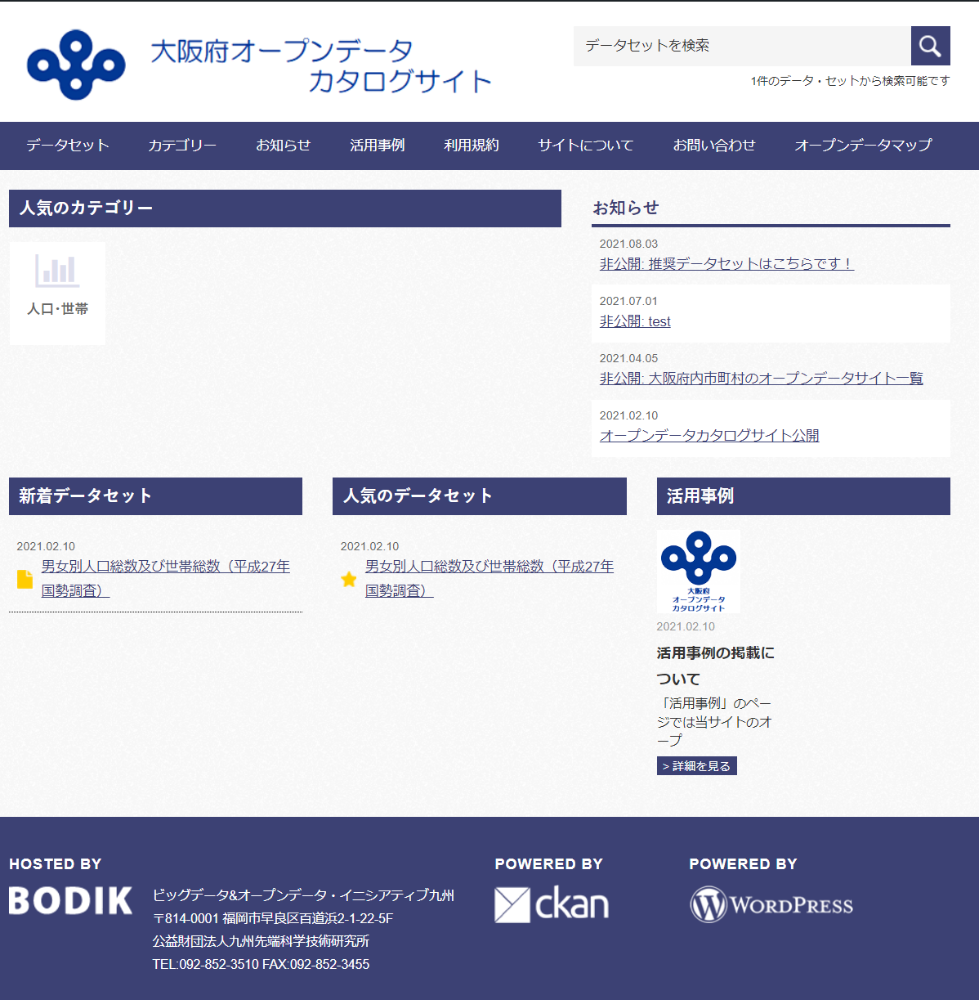 大阪府オープンデータ
カタログサイト
データセットを検索
1件のデータ・セットから検索可能です
データセット カテゴリー お知らせ 活用事例 利用規約 サイトについて お問い合わせ オープンデータマップ
人気のカテゴリー
人口・世帯
お知らせ
2021.08.03
非公開: 推奨データセットはこちらです！
2021.07.01
非公開: test
2021.04.05
非公開: 大阪府内市町村のオープンデータサイト一覧
2021.02.10
オープンデータカタログサイト公開
新着データセット
2021.02.10
男女別人口総数及び世帯総数（平成27年
国勢調査）
人気のデータセット
2021.02.10
男女別人口総数及び世帯総数（平成27年
国勢調査）
活用事例
大阪府
オープンデータ
カタログサイト
2021.02.10
活用事例の掲載に
ついて
「活用事例」のペー
ジでは当サイトのオ
ープ
> 詳細を見る
HOSTED BY
BODIK
ビッグデータ&オープンデータ・イニシアティブ九州
〒814-0001 福岡市早良区百道浜2-1-22-5F
公益財団法人九州先端科学技術研究所
TEL:092-852-3510 FAX:092-852-3455
POWERED BY
ckan
POWERED BY
WORDPRESS